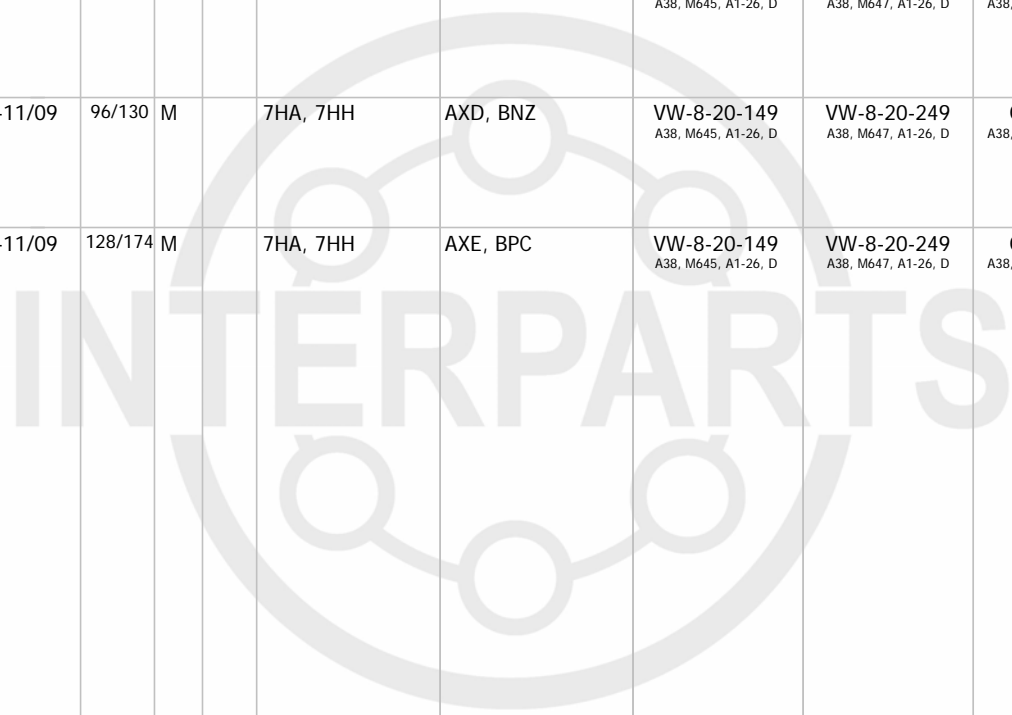 A38, M645, A1-26, D A38, M647, A1-26, D A38,
-11/09 96/130 M 7HA, 7HH AXD, BNZ VW-8-20-149 VW-8-20-249
A38, M645, A1-26, D A38, M647, A1-26, D A38,
-11/09 128/174 M 7HA, 7HH AXE, BPC VW-8-20-149 VW-8-20-249
A38, M645, A1-26, D A38, M647, A1-26, D A38,
INTERPARTS